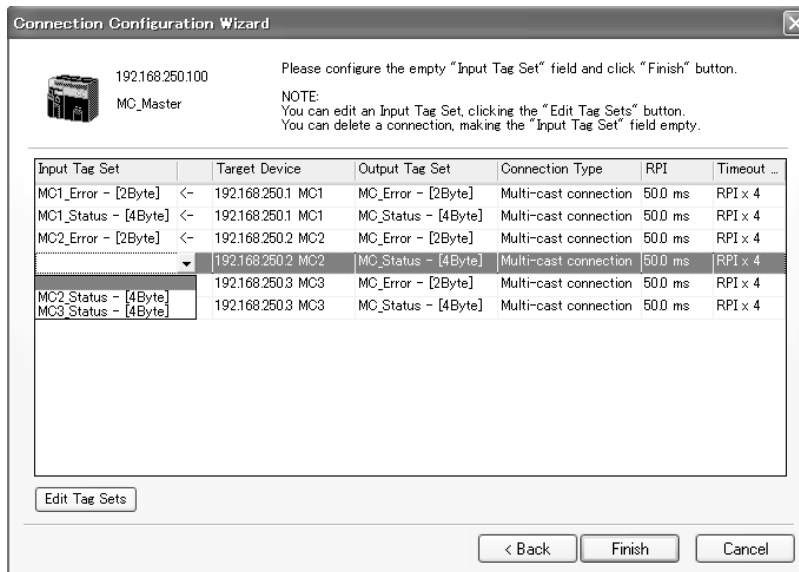 Connection Configuration Wizard
192.168.250.100
MC_Master
Please configure the empty "Input Tag Set" field and click "Finish" button.
NOTE:
You can edit an Input Tag Set, clicking the "Edit Tag Sets" button.
You can delete a connection, making the "Input Tag Set" field empty.
Input Tag Set Target Device Output Tag Set Connection Type RPI Timeout ...
MC1_Error - [2Byte] <- 192.168.250.1 MC1 MC_Error - [2Byte] Multi-cast connection 50.0 ms RPI x 4
MC1_Status - [4Byte] <- 192.168.250.1 MC1 MC_Status - [4Byte] Multi-cast connection 50.0 ms RPI x 4
MC2_Error - [2Byte] <- 192.168.250.2 MC2 MC_Error - [2Byte] Multi-cast connection 50.0 ms RPI x 4
192.168.250.2 MC2 MC_Status - [4Byte] Multi-cast connection 50.0 ms RPI x 4
192.168.250.3 MC3 MC_Error - [2Byte] Multi-cast connection 50.0 ms RPI x 4
MC2_Status - [4Byte]
MC3_Status - [4Byte]
192.168.250.3 MC3 MC_Status - [4Byte] Multi-cast connection 50.0 ms RPI x 4
Edit Tag Sets
< Back Finish Cancel